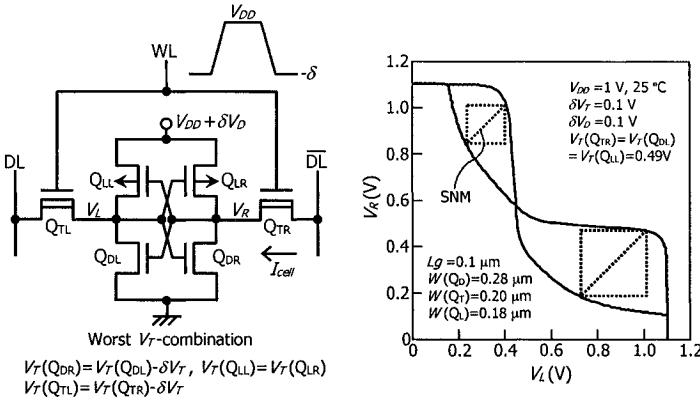 V_DD
WL
-δ
V_DD+δV_D
DL
DL̅
Q_LL
Q_LR
V_L
V_R
Q_TL
Q_TR
Q_DL
Q_DR
I_cell
Worst V_T-combination
V_T(Q_DR)=V_T(Q_DL)-δV_T, V_T(Q_LL)=V_T(Q_LR)
V_T(Q_TL)=V_T(Q_TR)-δV_T
1.2
1.0
0.8
0.6
0.4
0.2
0
V_R(V)
V_DD=1 V, 25 °C
δV_T=0.1 V
δV_D=0.1 V
V_T(Q_TR)=V_T(Q_DL)
=V_T(Q_LL)=0.49V
SNM
Lg=0.1 μm
W(Q_D)=0.28 μm
W(Q_T)=0.20 μm
W(Q_L)=0.18 μm
0 0.2 0.4 0.6 0.8 1.0 1.2
V_L(V)